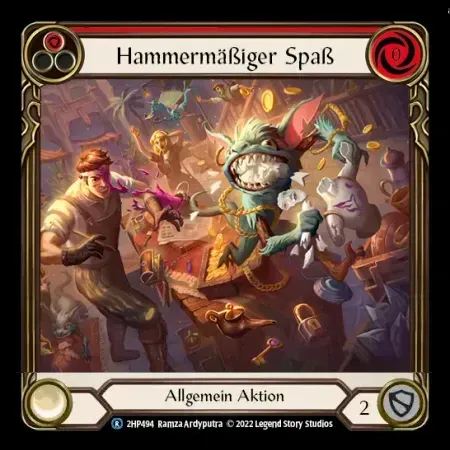 Hammermäßiger Spaß
0
Allgemein Aktion
2
R 2HP494 Ramza Ardyputra © 2022 Legend Story Studios